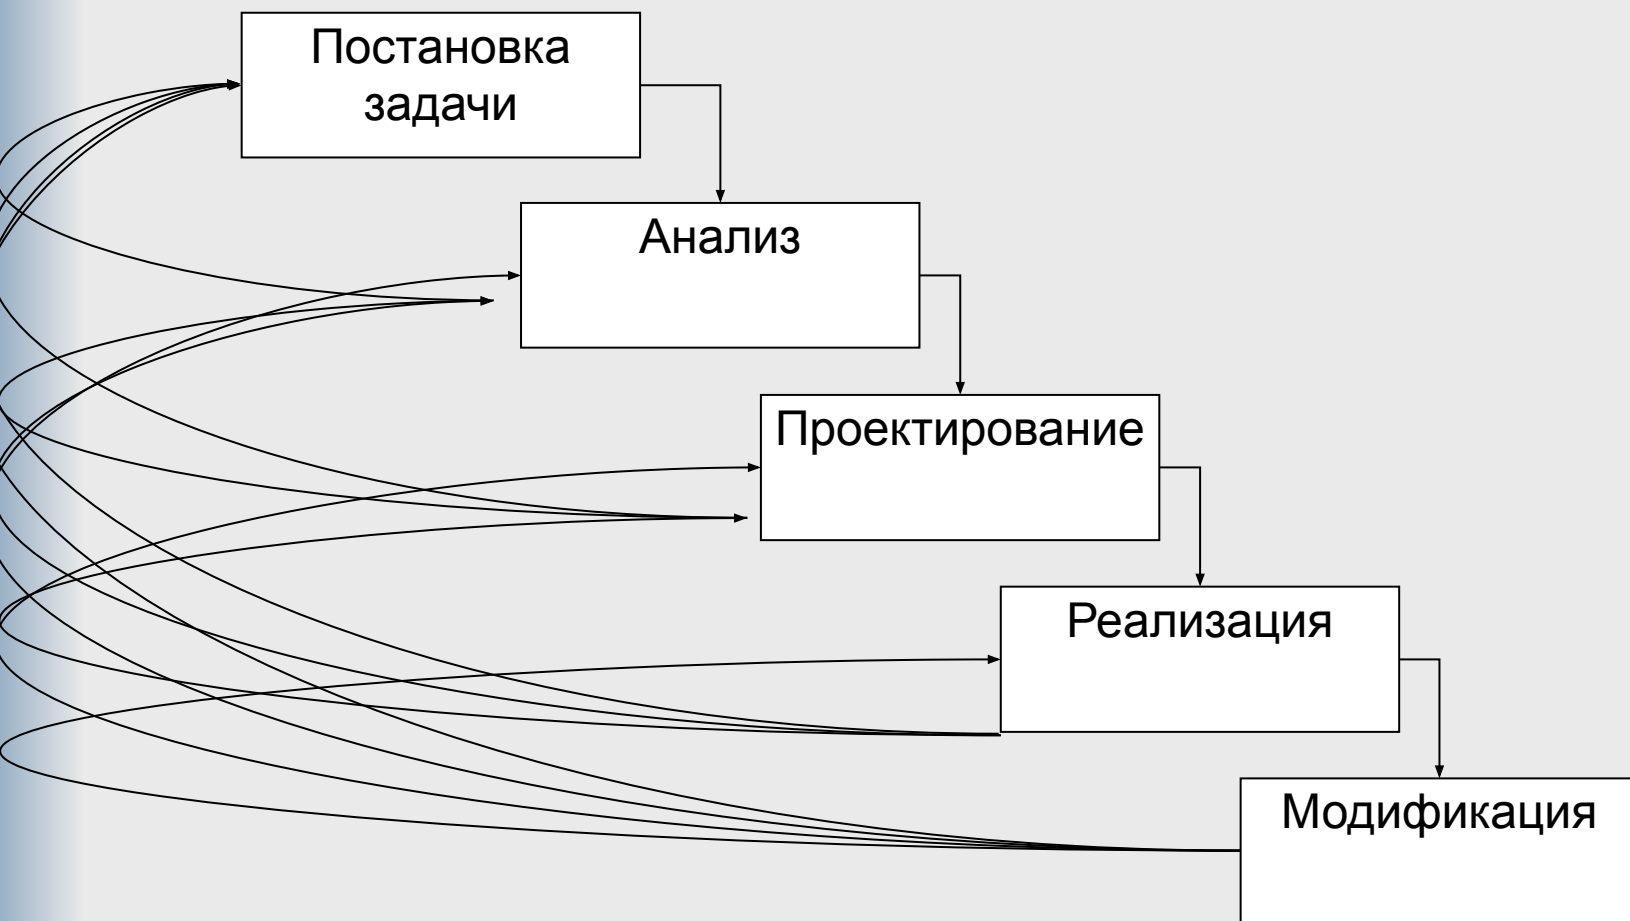 Постановка
задачи
Анализ
Проектирование
Реализация
Модификация